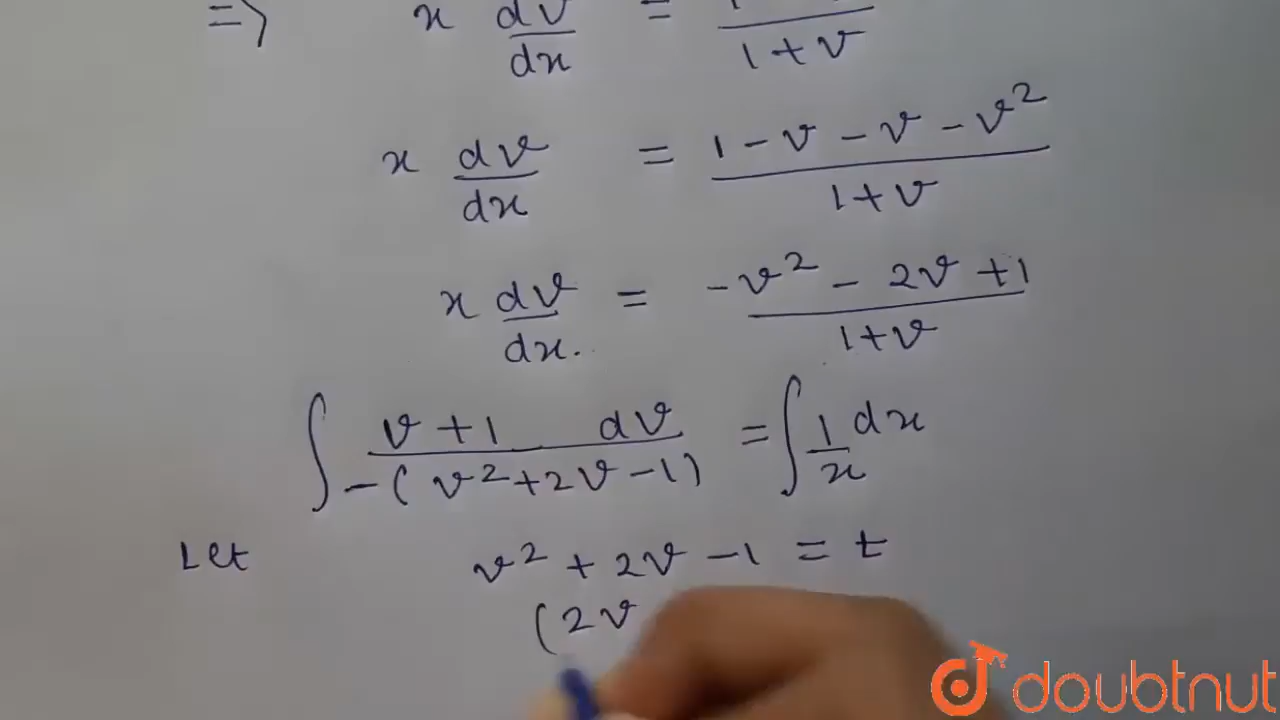 => x dv/dx = 1 - v/1+v
x dv/dx = 1-v-v-v²/1+v
x dv/dx. = -v²-2v+1/1+v
∫ v+1 dv/-(v²+2v-1) = ∫ 1/x dx
Let v²+2v-1 = t
(2v
doubtnut